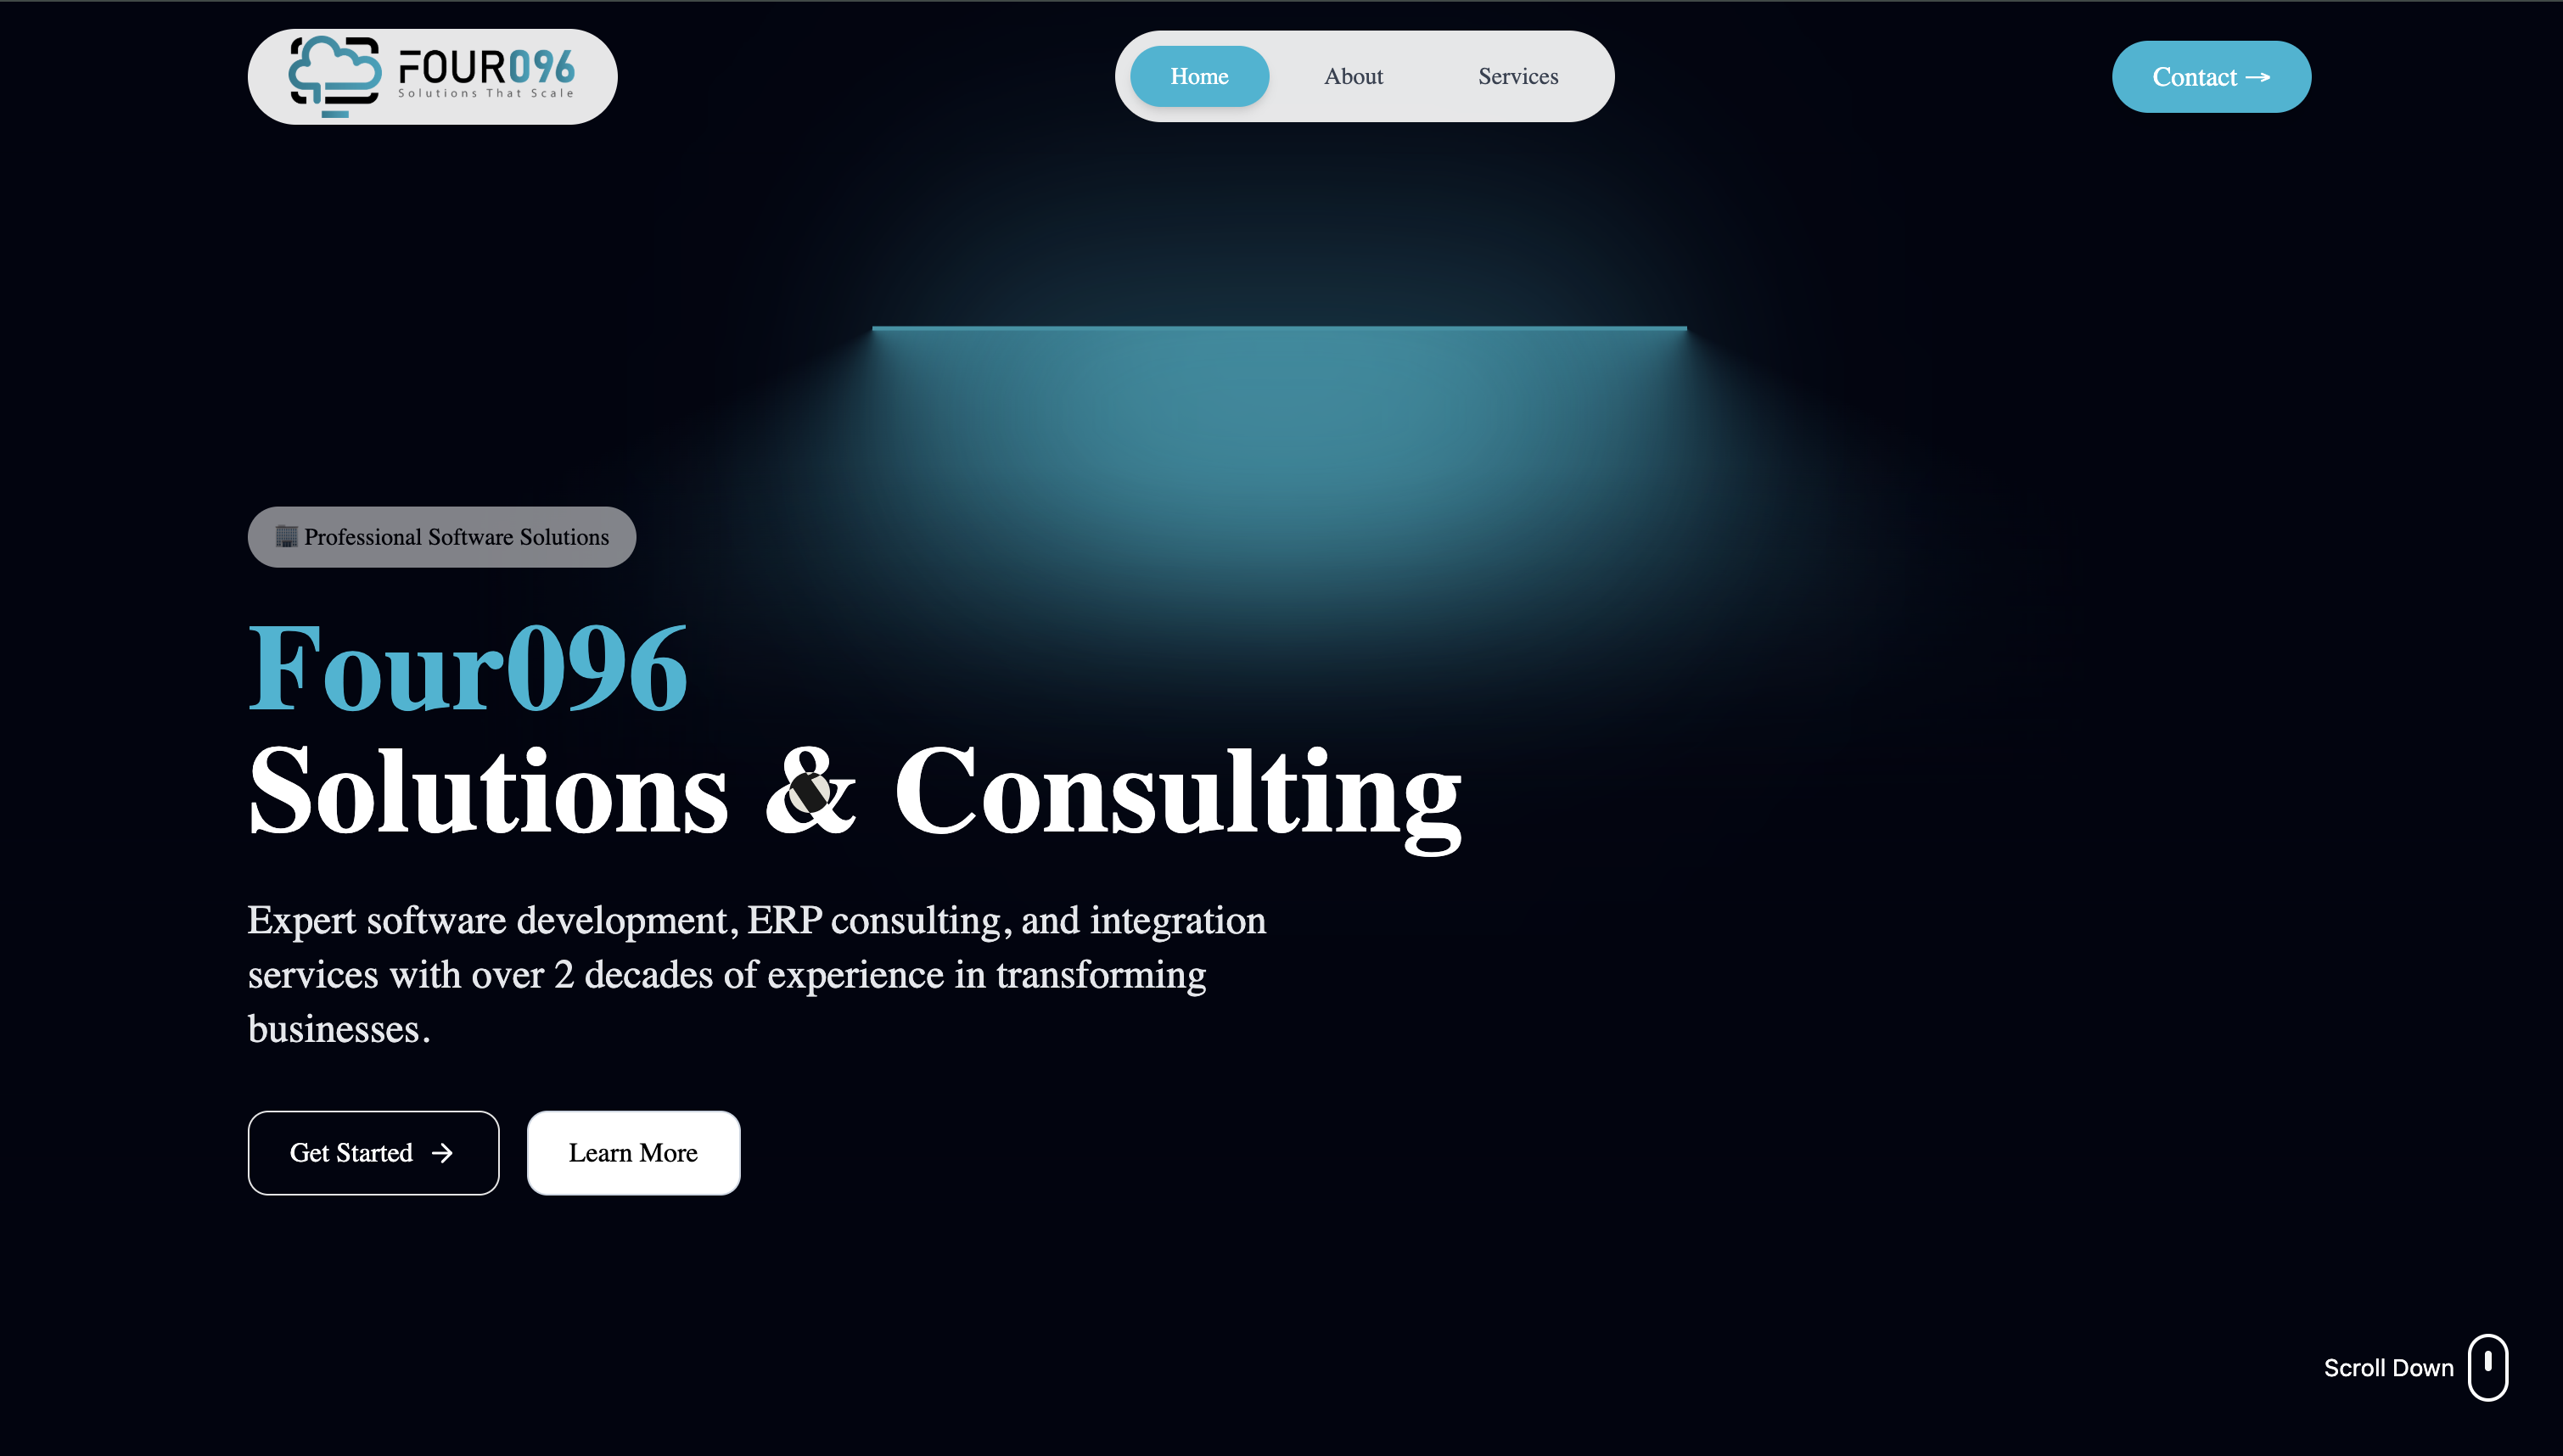 FOUR096
Solutions That Scale
Home
About
Services
Contact →
🏢 Professional Software Solutions
Four096
Solutions & Consulting
Expert software development, ERP consulting, and integration
services with over 2 decades of experience in transforming
businesses.
Get Started →
Learn More
Scroll Down